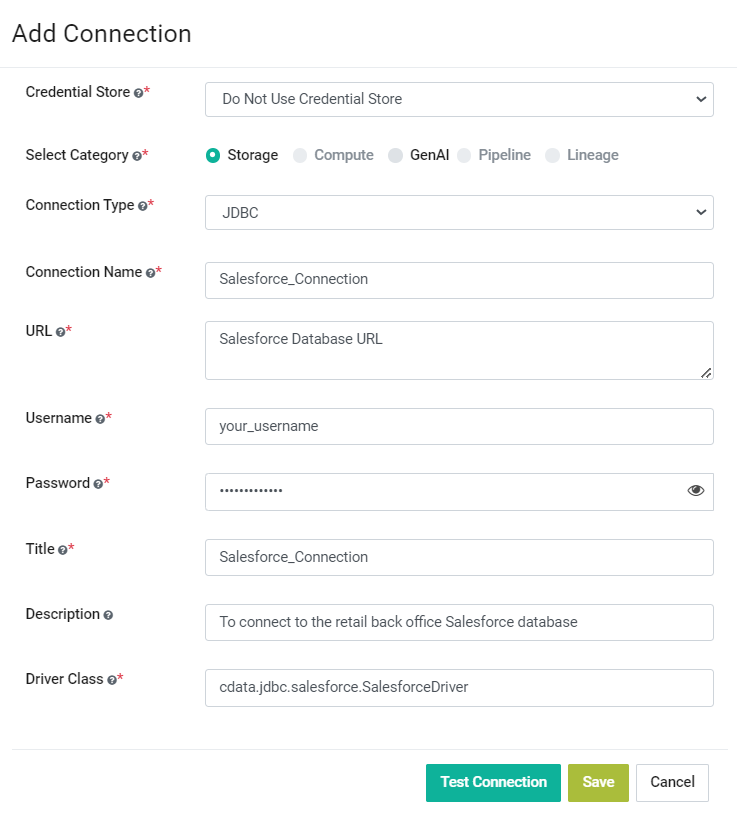 Add Connection
Credential Store ?* Do Not Use Credential Store
Select Category ?* Storage Compute GenAI Pipeline Lineage
Connection Type ?* JDBC
Connection Name ?* Salesforce_Connection
URL ?* Salesforce Database URL
Username ?* your_username
Password ?* •••••••••••••
Title ?* Salesforce_Connection
Description ? To connect to the retail back office Salesforce database
Driver Class ?* cdata.jdbc.salesforce.SalesforceDriver
Test Connection Save Cancel